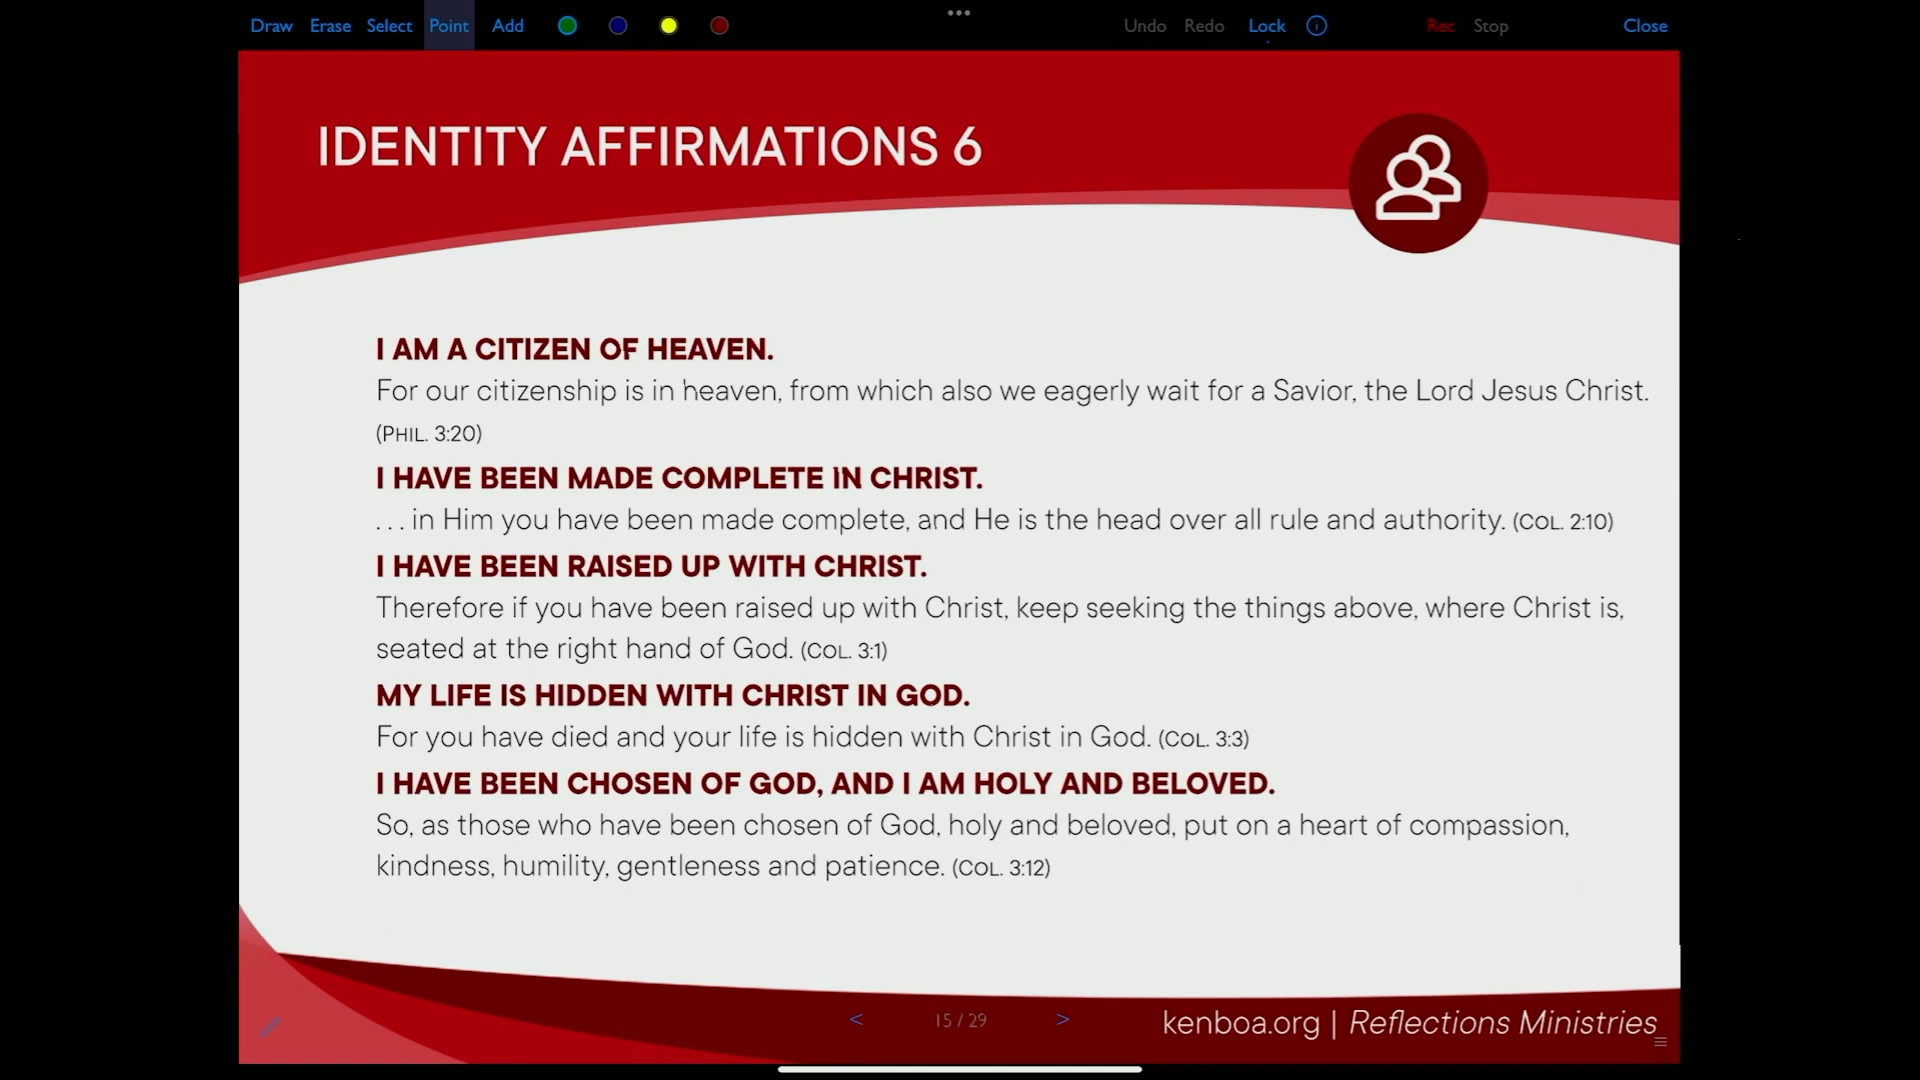 Draw Erase Select Point Add Undo Redo Lock Rec Stop Close
IDENTITY AFFIRMATIONS 6
I AM A CITIZEN OF HEAVEN.
For our citizenship is in heaven, from which also we eagerly wait for a Savior, the Lord Jesus Christ.
(PHIL. 3:20)
I HAVE BEEN MADE COMPLETE IN CHRIST.
. . . in Him you have been made complete, and He is the head over all rule and authority. (COL. 2:10)
I HAVE BEEN RAISED UP WITH CHRIST.
Therefore if you have been raised up with Christ, keep seeking the things above, where Christ is,
seated at the right hand of God. (COL. 3:1)
MY LIFE IS HIDDEN WITH CHRIST IN GOD.
For you have died and your life is hidden with Christ in God. (COL. 3:3)
I HAVE BEEN CHOSEN OF GOD, AND I AM HOLY AND BELOVED.
So, as those who have been chosen of God, holy and beloved, put on a heart of compassion,
kindness, humility, gentleness and patience. (COL. 3:12)
< 15 / 29 >
kenboa.org | Reflections Ministries